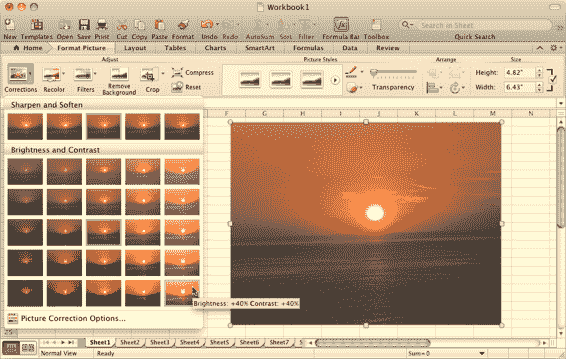 Workbook1
New Templates Open Save Print Cut Copy Paste Format Undo Redo AutoSum Sort Filter Formula Bar Toolbox Quick Search
Search in Sheet
Home Format Picture Layout Tables Charts SmartArt Formulas Data Review
Adjust Picture Styles Arrange Size
Corrections Recolor Filters Remove Background Crop Compress Reset Transparency
Height: 4.82"
Width: 6.43"
Sharpen and Soften
F G H I J K L M N
Brightness and Contrast
Brightness: +40% Contrast: +40%
Picture Correction Options...
25
Sheet1 Sheet2 Sheet3 Sheet4 Sheet5 Sheet6 Sheet7 S
Normal View Ready Sum=0